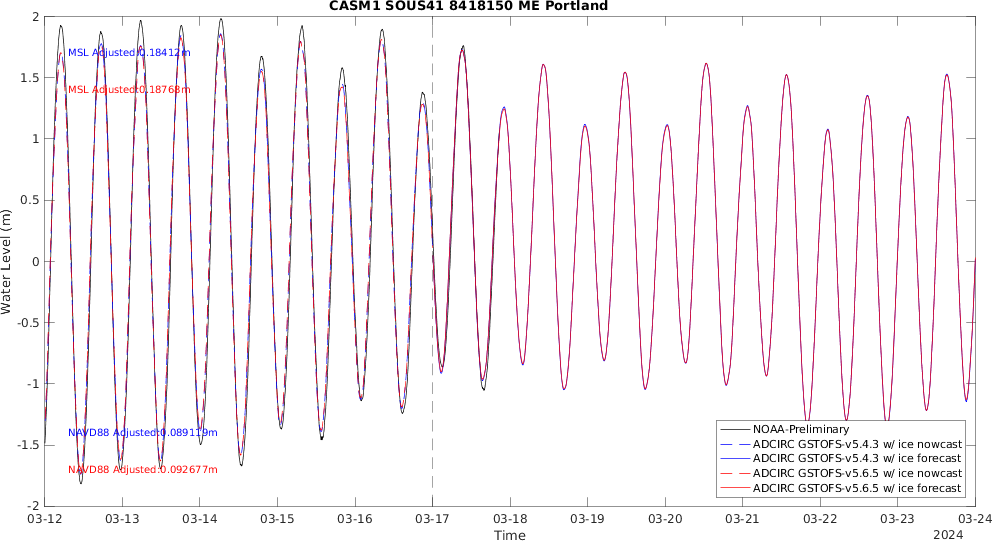 CASM1 SOUS41 8418150 ME Portland
2
1.5
1
0.5
0
-0.5
-1
-1.5
-2
Water Level (m)
MSL Adjusted:0.18412m
MSL Adjusted:0.18768m
NAVD88 Adjusted:0.089119m
NAVD88 Adjusted:0.092677m
NOAA-Preliminary
ADCIRC GSTOFS-v5.4.3 w/ ice nowcast
ADCIRC GSTOFS-v5.4.3 w/ ice forecast
ADCIRC GSTOFS-v5.6.5 w/ ice nowcast
ADCIRC GSTOFS-v5.6.5 w/ ice forecast
03-12 03-13 03-14 03-15 03-16 03-17 03-18 03-19 03-20 03-21 03-22 03-23 03-24
Time
2024